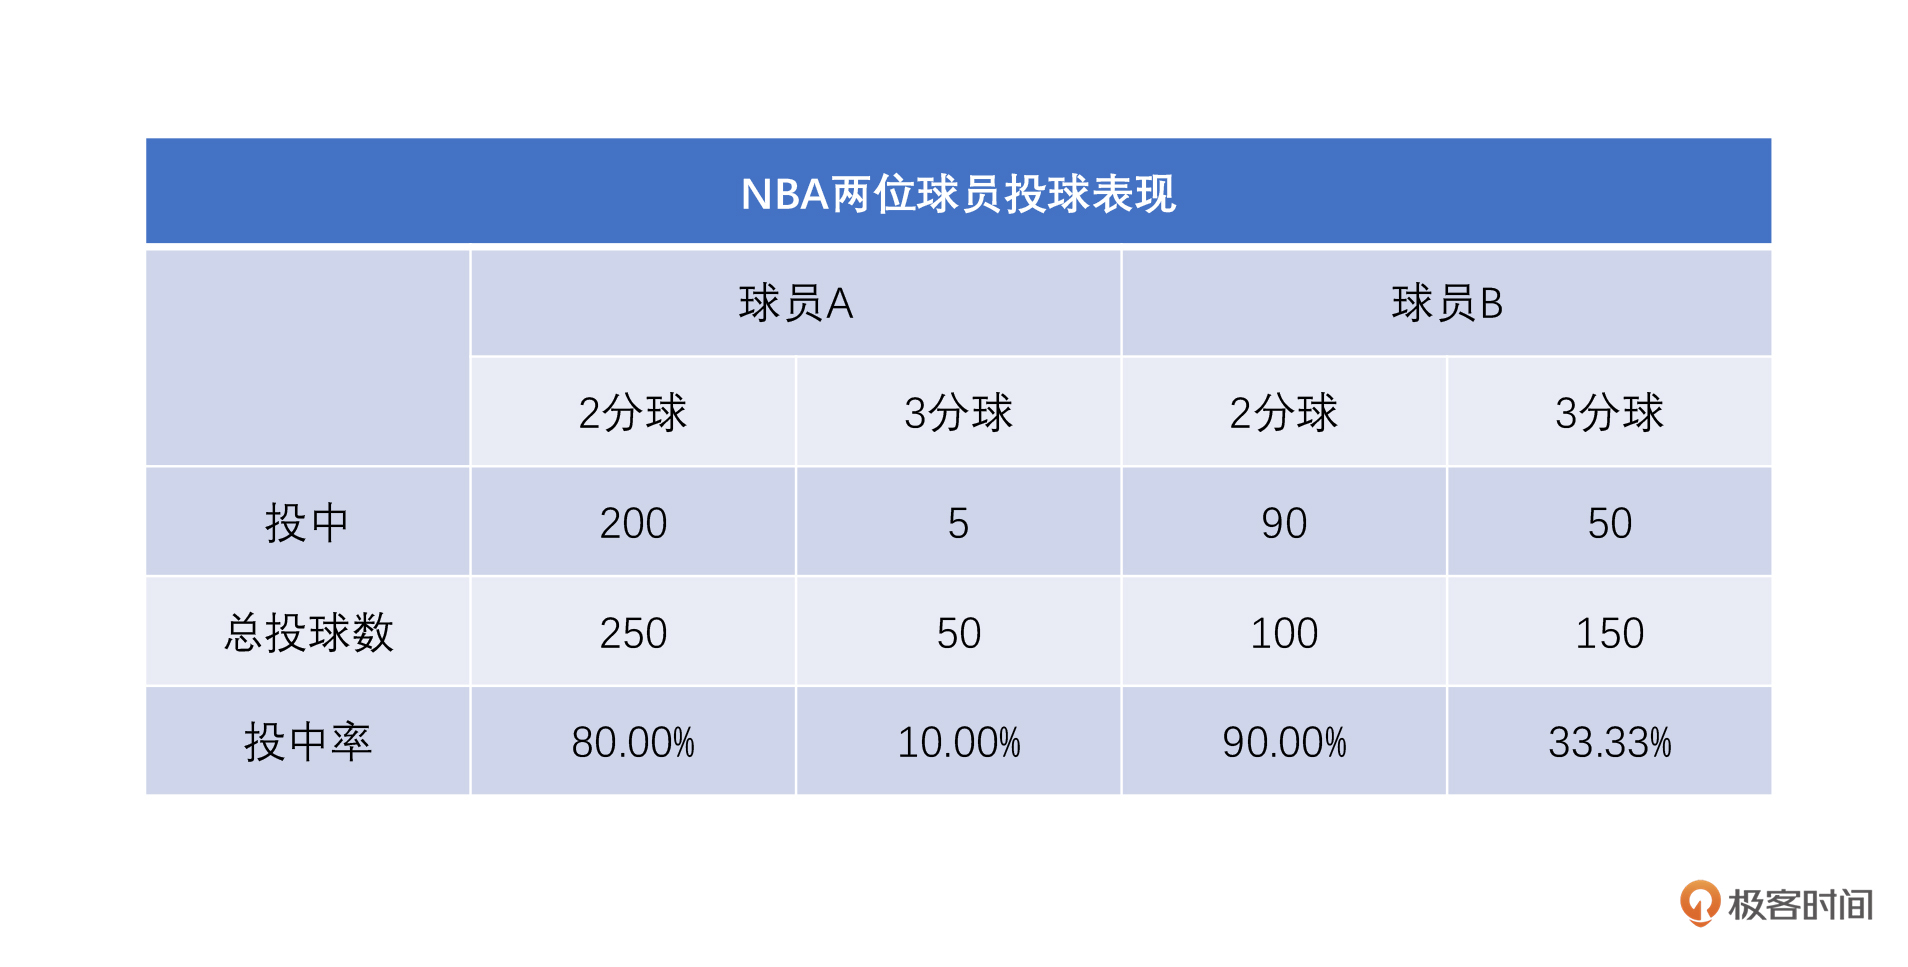 NBA两位球员投球表现
球员A 球员B
2分球 3分球 2分球 3分球
投中 200 5 90 50
总投球数 250 50 100 150
投中率 80.00% 10.00% 90.00% 33.33%
极客时间